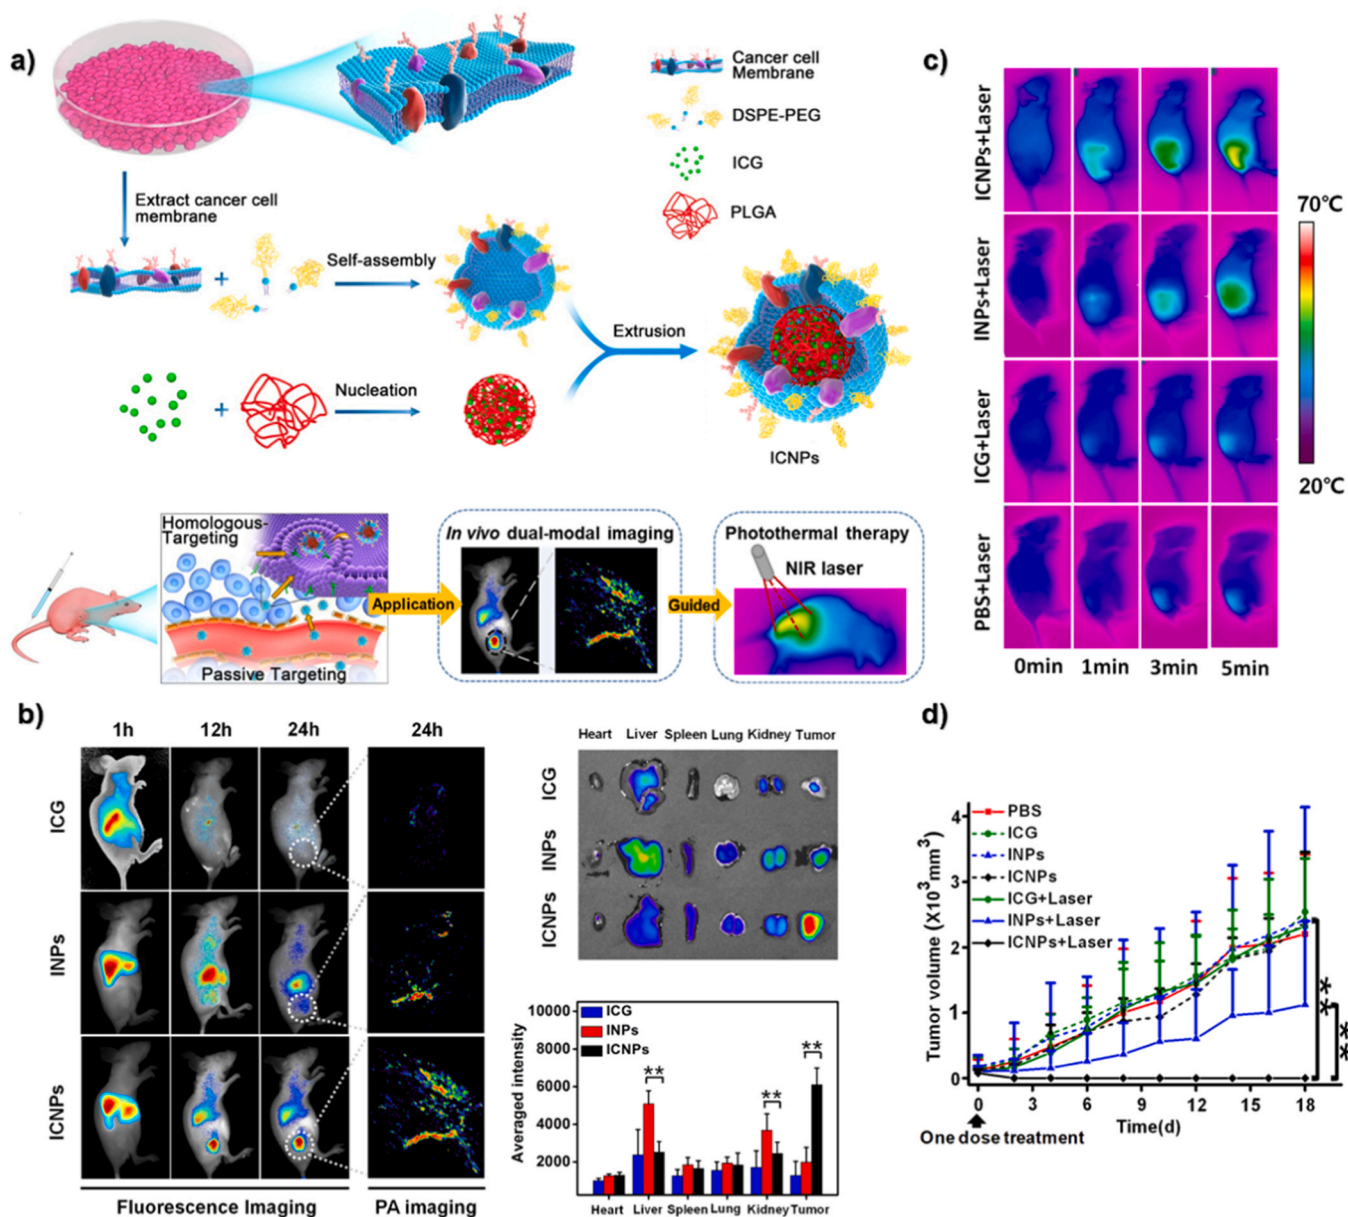 a)
Cancer cell
Membrane
DSPE-PEG
ICG
PLGA
Extract cancer cell
membrane
+
Self-assembly
+
Nucleation
Extrusion
ICNPs
Homologous-
Targeting
Passive Targeting
Application
In vivo dual-modal imaging
Guided
Photothermal therapy
NIR laser
c)
ICNPs+Laser
INPs+Laser
ICG+Laser
PBS+Laser
0min 1min 3min 5min
70℃
20℃
b)
1h 12h 24h 24h
ICG
INPs
ICNPs
Fluorescence Imaging PA imaging
Heart Liver Spleen Lung Kidney Tumor
ICG
INPs
ICNPs
Averaged intensity
10000
8000
6000
4000
2000
ICG
INPs
ICNPs
**
**
**
Heart Liver Spleen Lung Kidney Tumor
d)
Tumor volume (X10³mm³)
4
3
2
1
0
PBS
ICG
INPs
ICNPs
ICG+Laser
INPs+Laser
ICNPs+Laser
**
**
0 3 6 9 12 15 18
One dose treatment
Time(d)